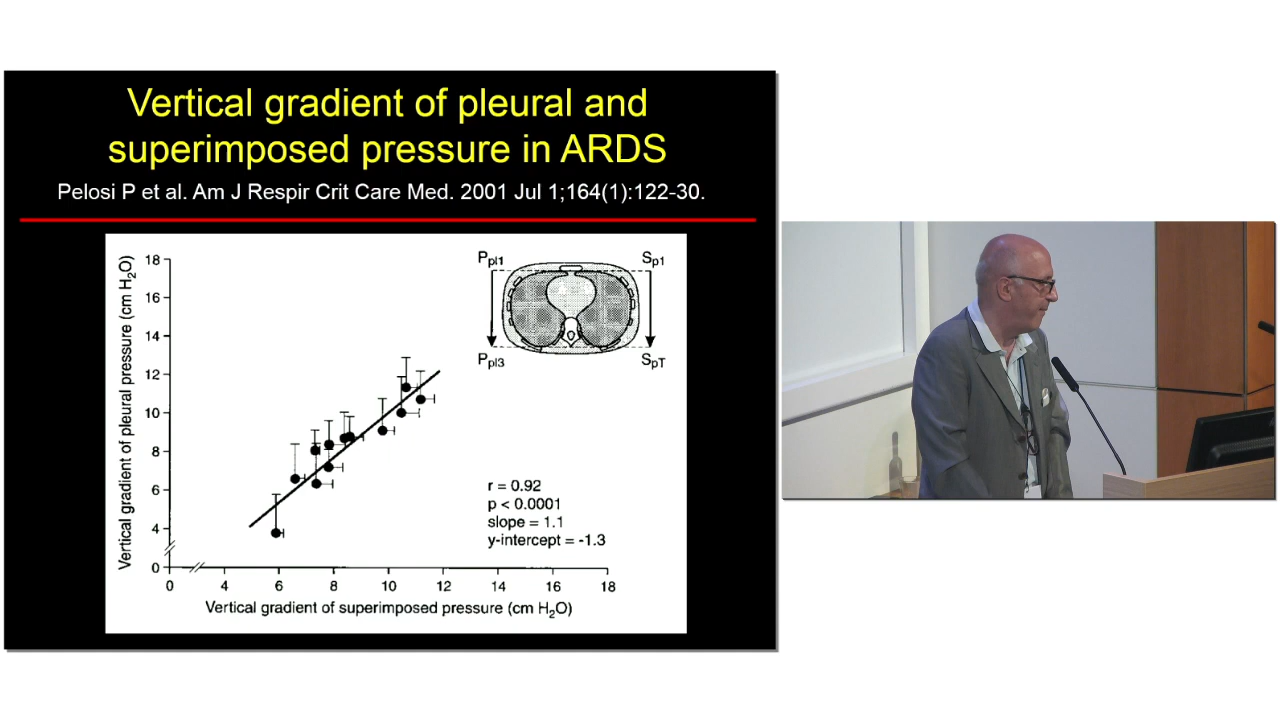 Vertical gradient of pleural and
superimposed pressure in ARDS
Pelosi P et al. Am J Respir Crit Care Med. 2001 Jul 1;164(1):122-30.
Vertical gradient of pleural pressure (cm H₂O)
18
16
14
12
10
8
6
4
0
Ppl1
Sp1
Ppl3
SpT
r = 0.92
p < 0.0001
slope = 1.1
y-intercept = -1.3
0 4 6 8 10 12 14 16 18
Vertical gradient of superimposed pressure (cm H₂O)